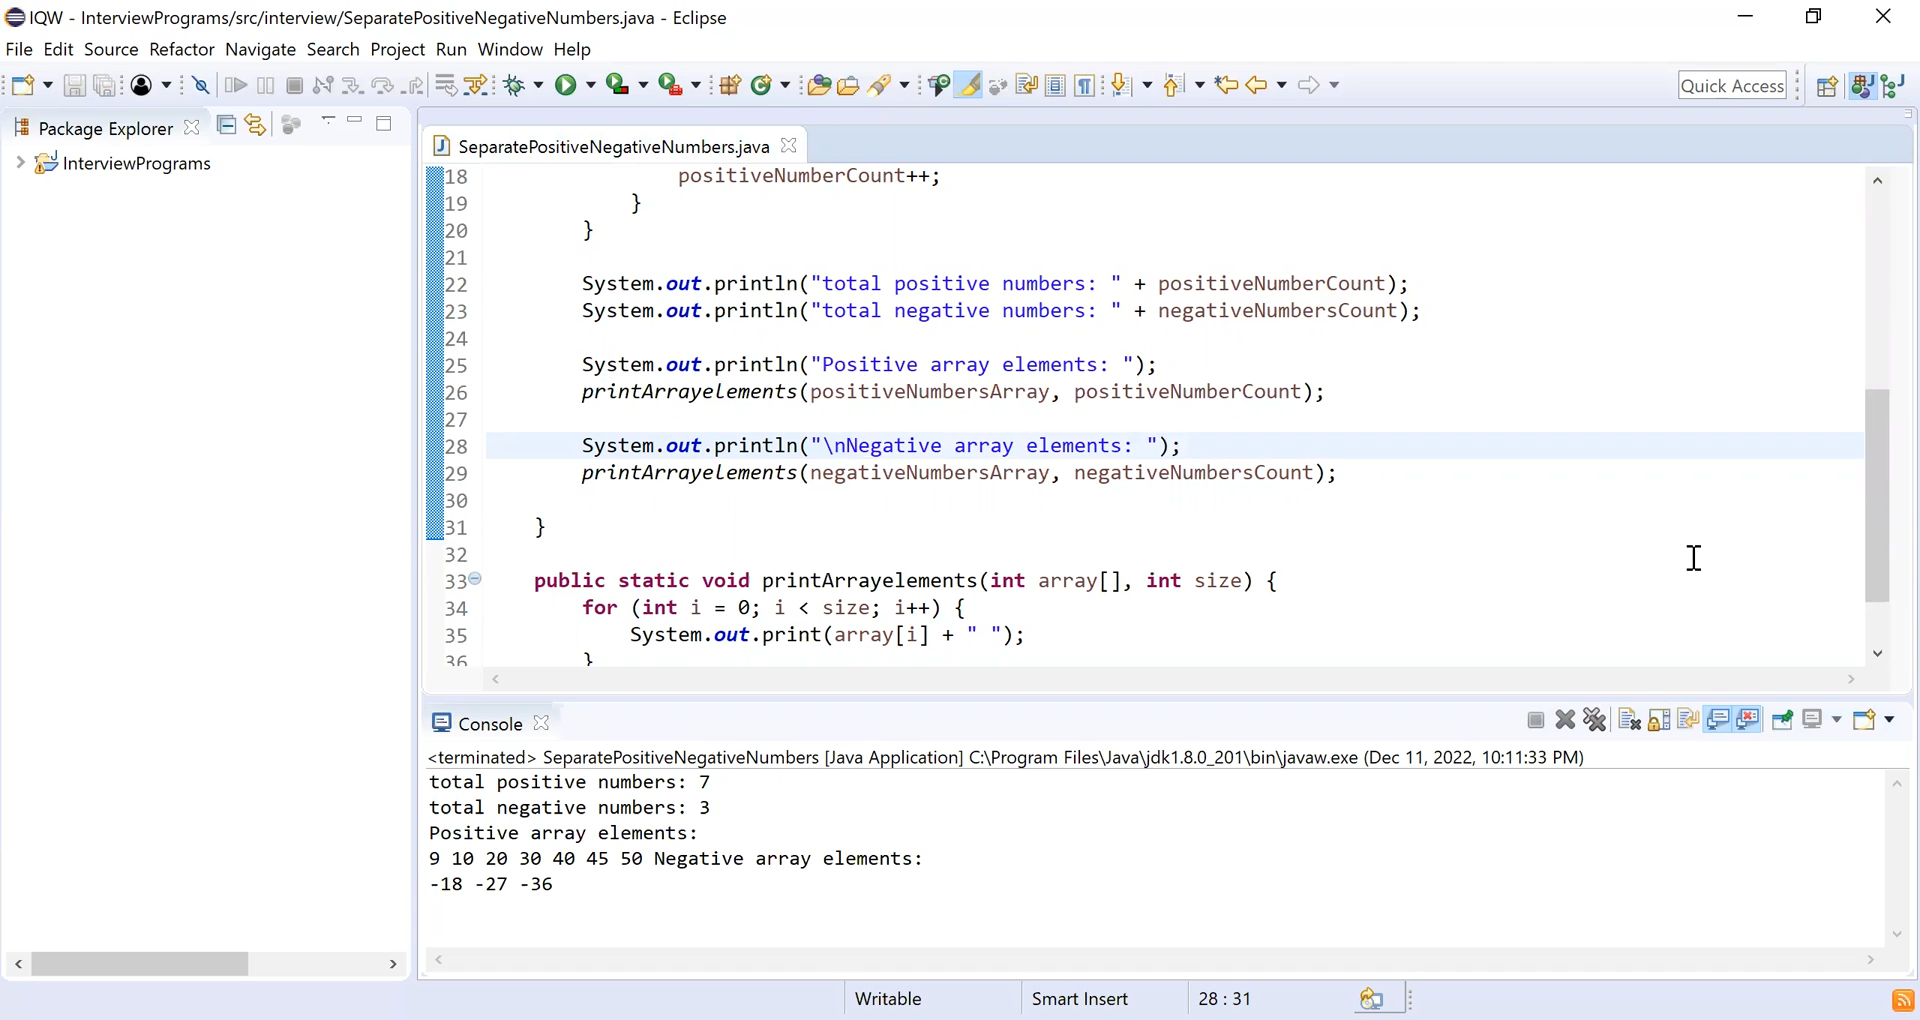 IQW - InterviewPrograms/src/interview/SeparatePositiveNegativeNumbers.java - Eclipse
File Edit Source Refactor Navigate Search Project Run Window Help
Quick Access
Package Explorer
InterviewPrograms
SeparatePositiveNegativeNumbers.java
18 positiveNumberCount++;
19 }
20 }
21
22 System.out.println("total positive numbers: " + positiveNumberCount);
23 System.out.println("total negative numbers: " + negativeNumbersCount);
24
25 System.out.println("Positive array elements: ");
26 printArrayelements(positiveNumbersArray, positiveNumberCount);
27
28 System.out.println("\nNegative array elements: ");
29 printArrayelements(negativeNumbersArray, negativeNumbersCount);
30
31 }
32
33 public static void printArrayelements(int array[], int size) {
34 for (int i = 0; i < size; i++) {
35 System.out.print(array[i] + " ");
36 }
Console
<terminated> SeparatePositiveNegativeNumbers [Java Application] C:\Program Files\Java\jdk1.8.0_201\bin\javaw.exe (Dec 11, 2022, 10:11:33 PM)
total positive numbers: 7
total negative numbers: 3
Positive array elements:
9 10 20 30 40 45 50 Negative array elements:
-18 -27 -36
Writable Smart Insert 28 : 31